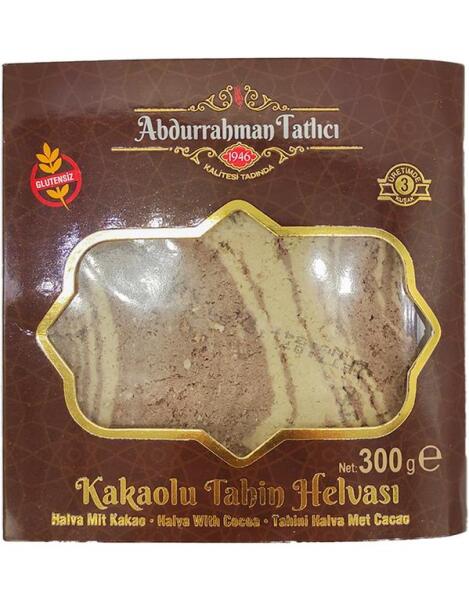 Abdurrahman Tatlıcı
1946
KALİTESİ TADINDA
GLUTENSİZ
ÜRETİMDE
3
KUŞAK
Net: 300 g ℮
Kakaolu Tahin Helvası
Halva Mit Kakao • Halva With Cocoa • Tahini Halva Met Cacao